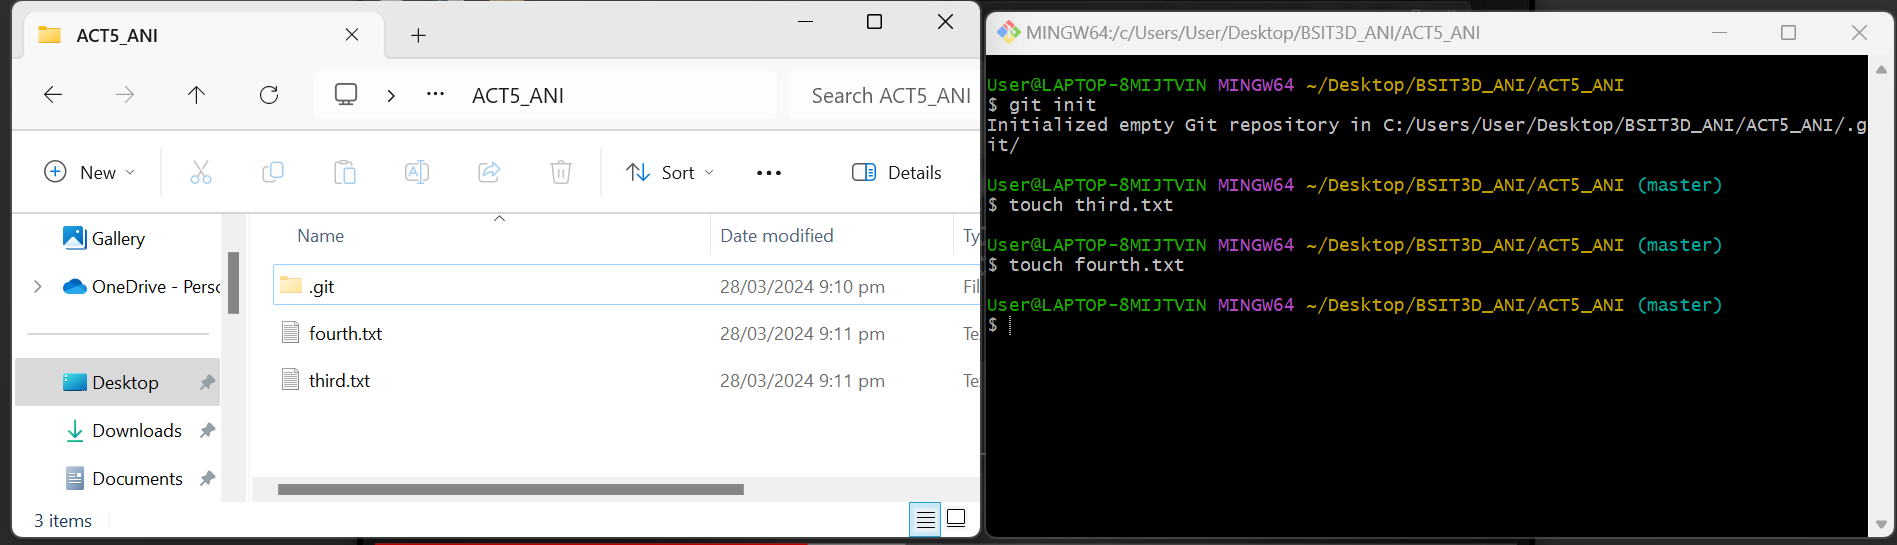 ACT5_ANI
ACT5_ANI
Search ACT5_ANI
New
Sort
Details
Gallery
OneDrive - Persc
Desktop
Downloads
Documents
Name
Date modified
Ty
.git
28/03/2024 9:10 pm
Fil
fourth.txt
28/03/2024 9:11 pm
Te
third.txt
28/03/2024 9:11 pm
Te
3 items
MINGW64:/c/Users/User/Desktop/BSIT3D_ANI/ACT5_ANI
User@LAPTOP-8MIJTVIN MINGW64 ~/Desktop/BSIT3D_ANI/ACT5_ANI
$ git init
Initialized empty Git repository in C:/Users/User/Desktop/BSIT3D_ANI/ACT5_ANI/.g
it/
User@LAPTOP-8MIJTVIN MINGW64 ~/Desktop/BSIT3D_ANI/ACT5_ANI (master)
$ touch third.txt
User@LAPTOP-8MIJTVIN MINGW64 ~/Desktop/BSIT3D_ANI/ACT5_ANI (master)
$ touch fourth.txt
User@LAPTOP-8MIJTVIN MINGW64 ~/Desktop/BSIT3D_ANI/ACT5_ANI (master)
$